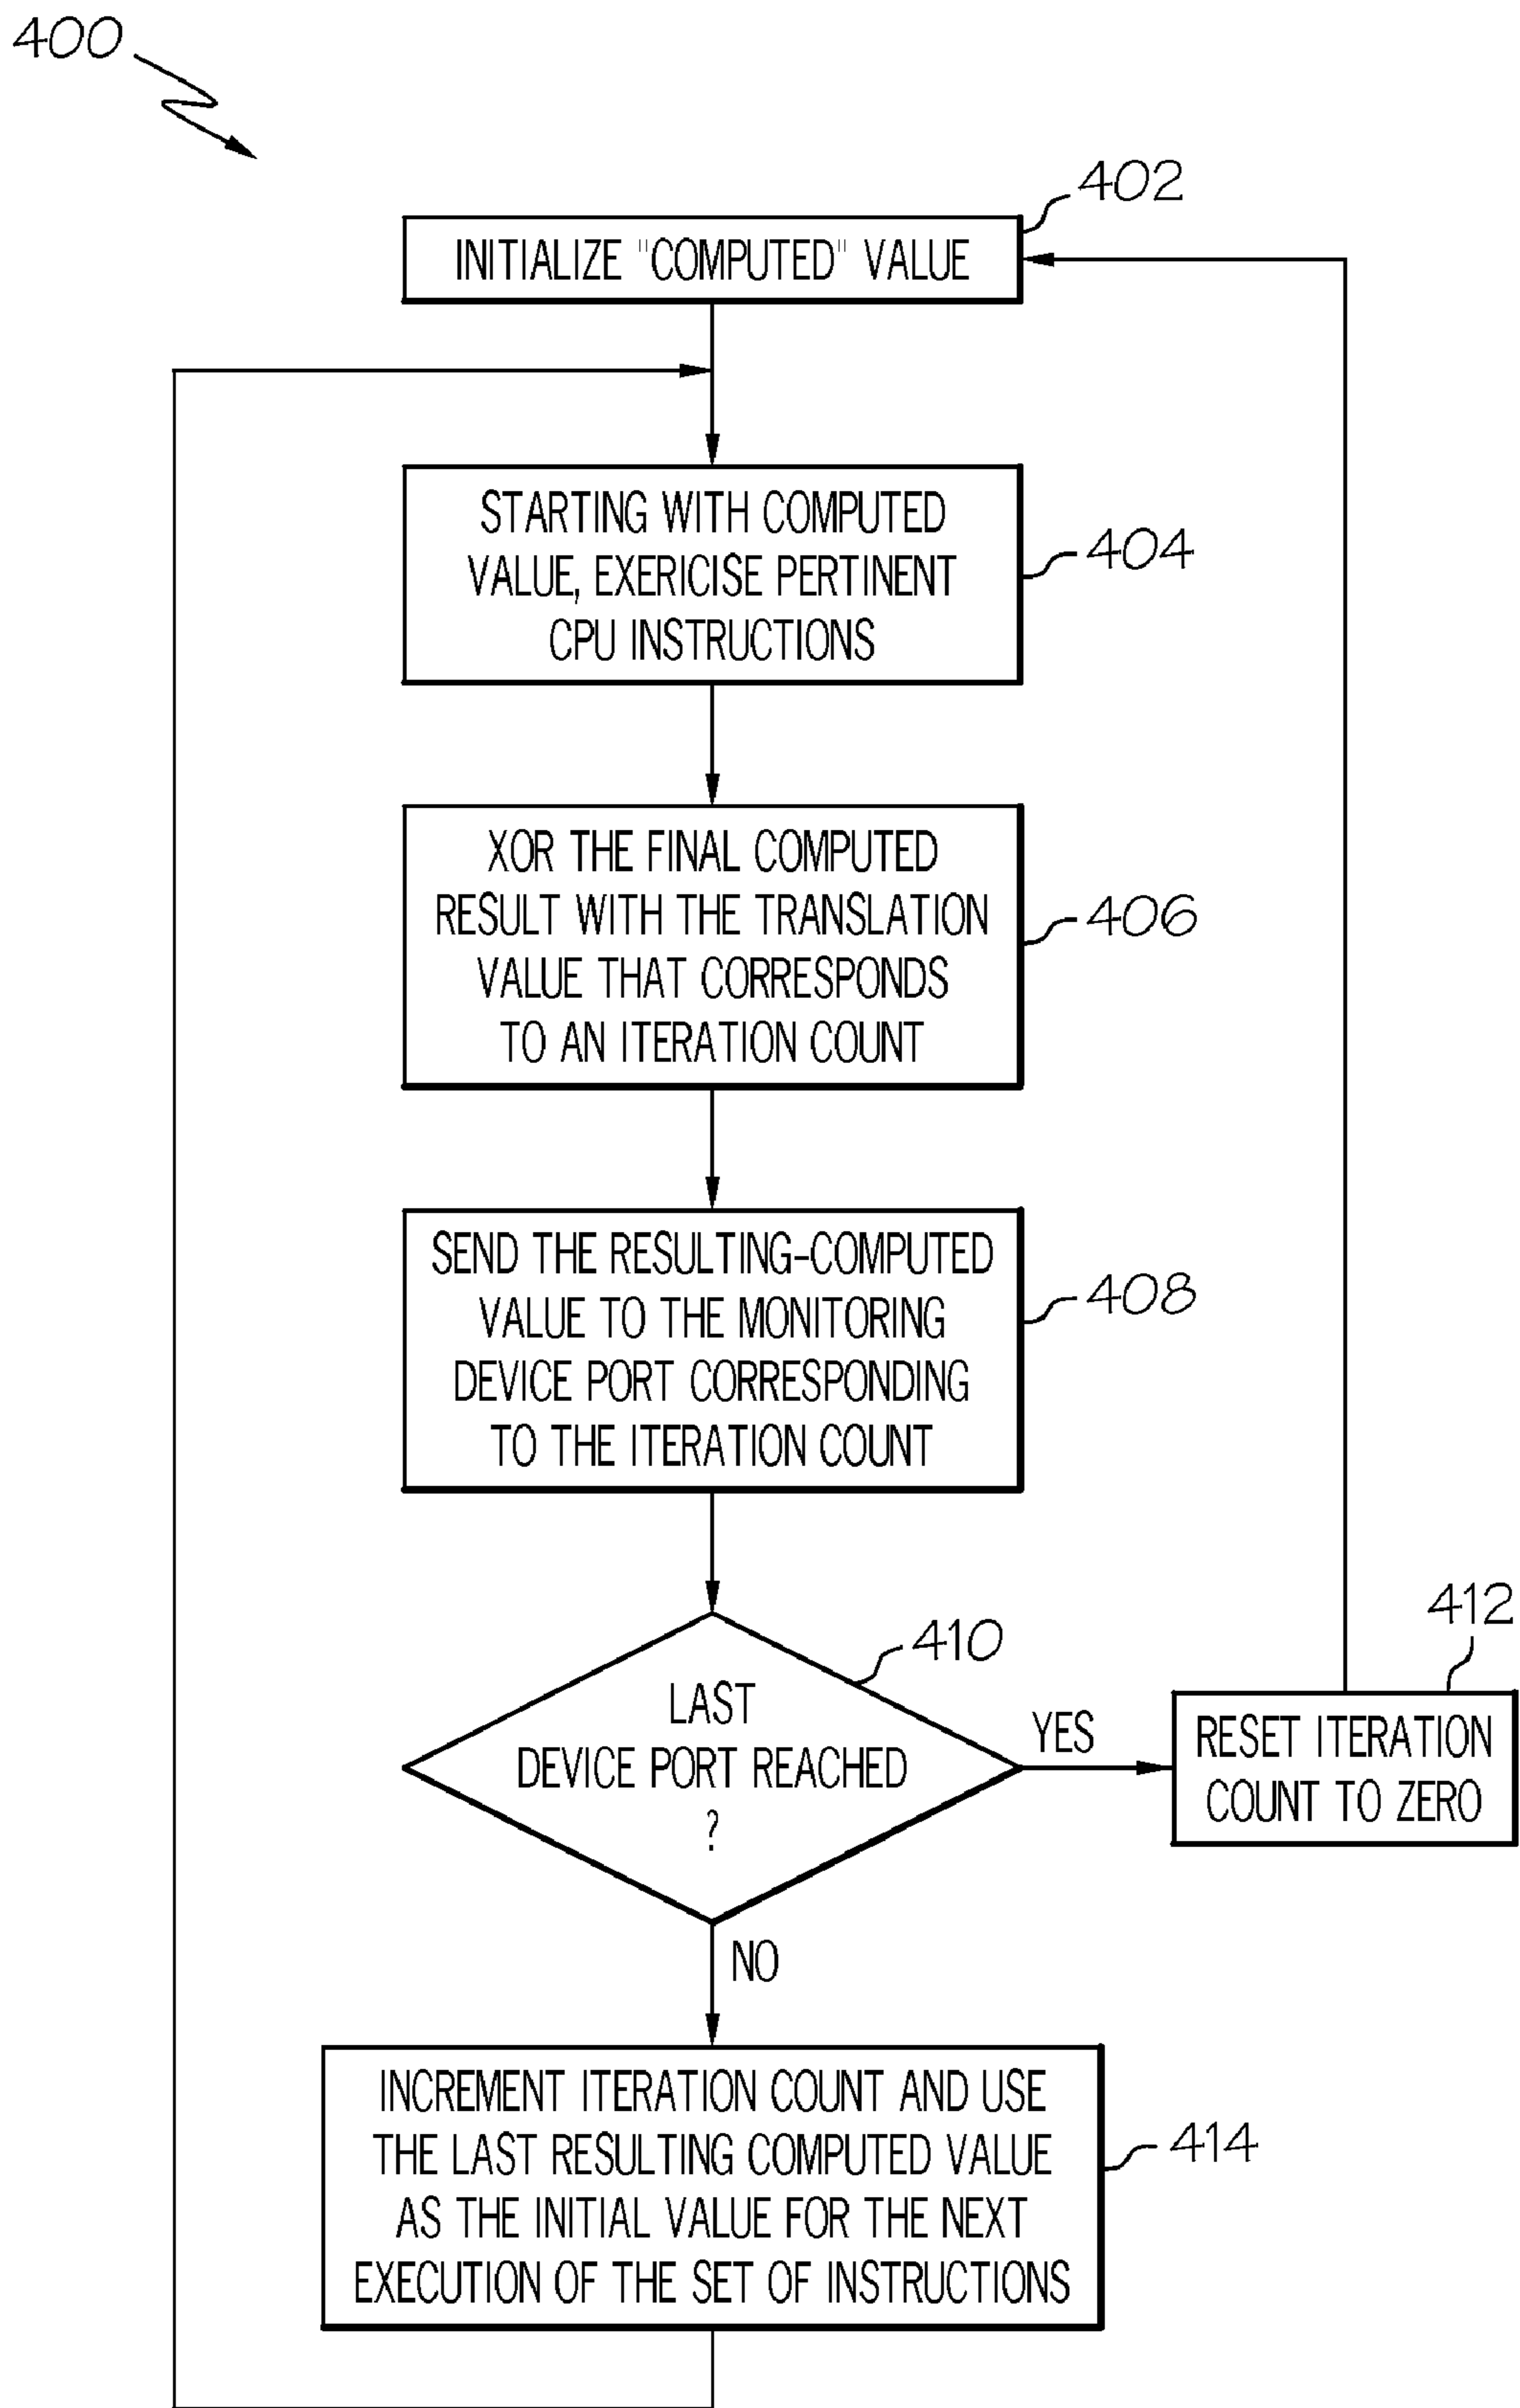 400
402
INITIALIZE "COMPUTED" VALUE
STARTING WITH COMPUTED
VALUE, EXERICISE PERTINENT
CPU INSTRUCTIONS
404
XOR THE FINAL COMPUTED
RESULT WITH THE TRANSLATION
VALUE THAT CORRESPONDS
TO AN ITERATION COUNT
406
SEND THE RESULTING-COMPUTED
VALUE TO THE MONITORING
DEVICE PORT CORRESPONDING
TO THE ITERATION COUNT
408
410
LAST
DEVICE PORT REACHED
?
YES
412
RESET ITERATION
COUNT TO ZERO
NO
INCREMENT ITERATION COUNT AND USE
THE LAST RESULTING COMPUTED VALUE
AS THE INITIAL VALUE FOR THE NEXT
EXECUTION OF THE SET OF INSTRUCTIONS
414